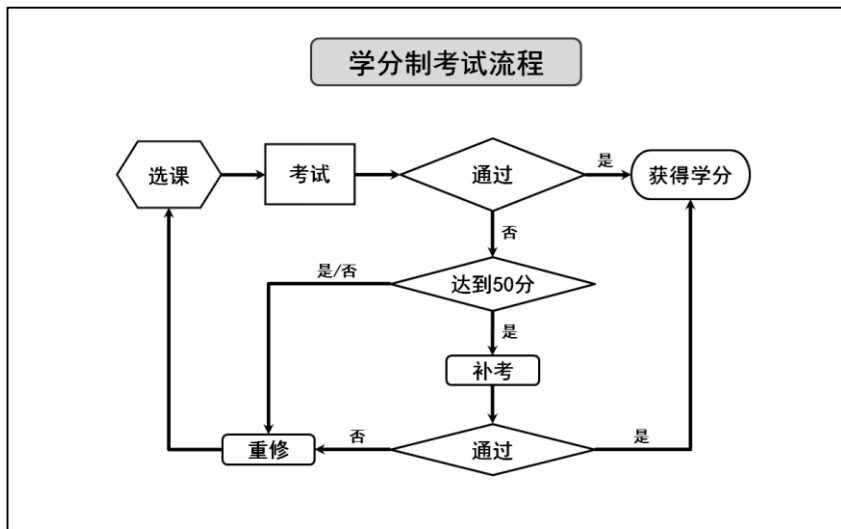 学分制考试流程
选课
考试
通过
是
获得学分
否
是/否
达到50分
是
补考
重修
否
通过
是